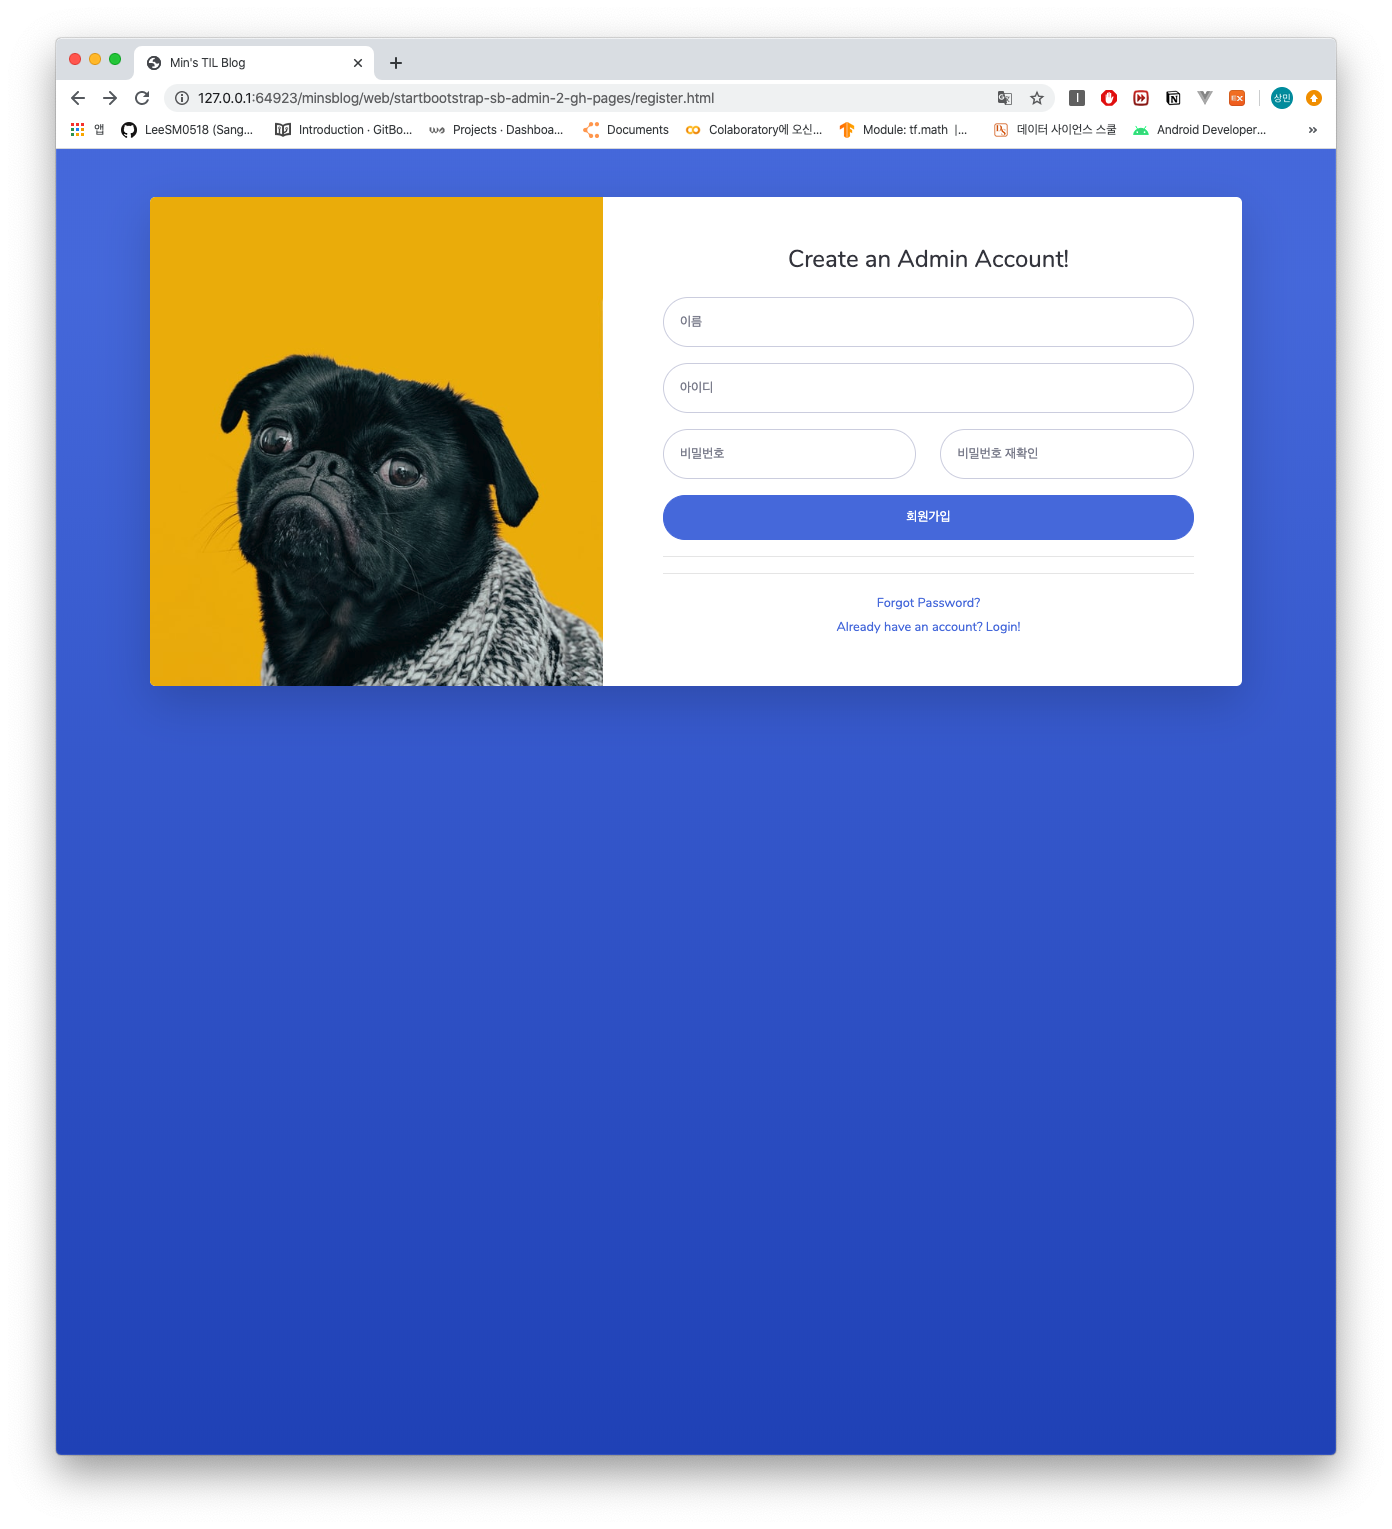 Min's TIL Blog
127.0.0.1:64923/minsblog/web/startbootstrap-sb-admin-2-gh-pages/register.html
상민
앱 LeeSM0518 (Sang... Introduction · GitBo... Projects · Dashboa... Documents Colaboratory에 오신... Module: tf.math |... 데이터 사이언스 스쿨 Android Developer... »
Create an Admin Account!
이름
아이디
비밀번호 비밀번호 재확인
회원가입
Forgot Password?
Already have an account? Login!